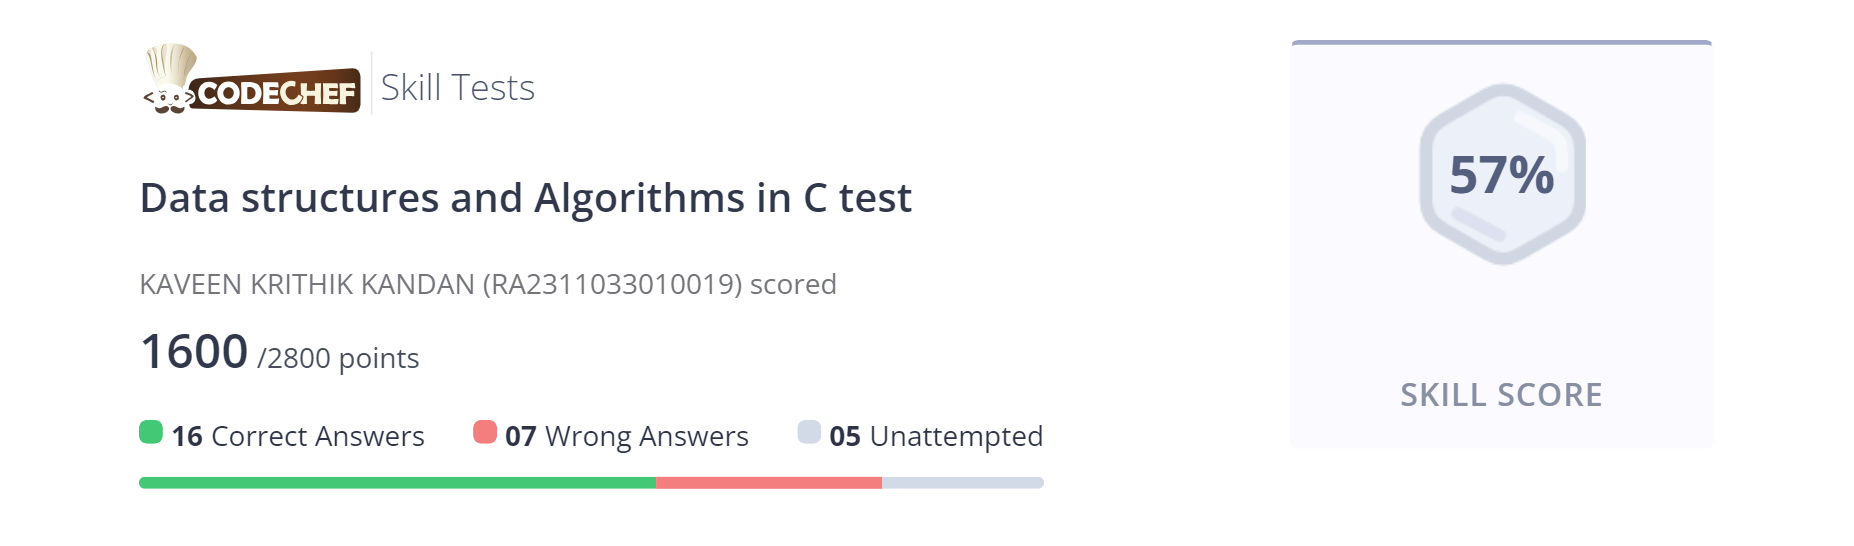 CODECHEF Skill Tests
Data structures and Algorithms in C test
KAVEEN KRITHIK KANDAN (RA2311033010019) scored
1600 /2800 points
16 Correct Answers 07 Wrong Answers 05 Unattempted
57%
SKILL SCORE